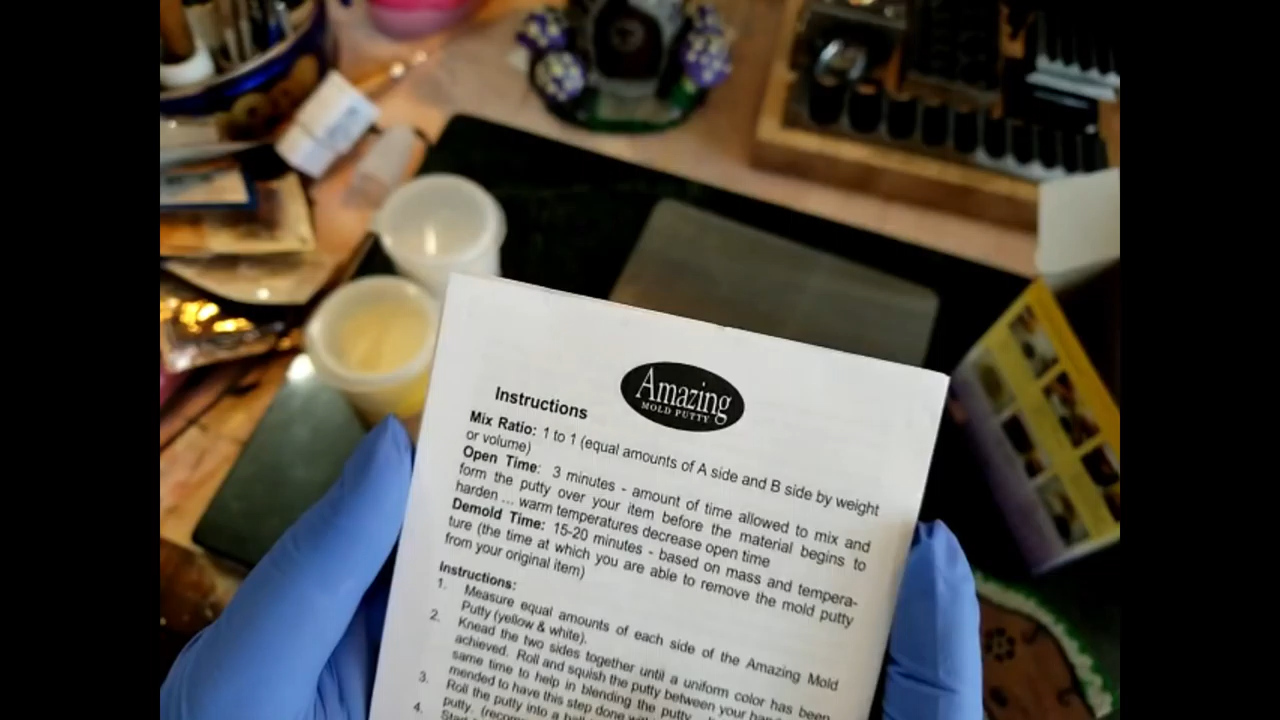 Amazing
MOLD PUTTY
Instructions
Mix Ratio: 1 to 1 (equal amounts of A side and B side by weight
or volume)
Open Time: 3 minutes - amount of time allowed to mix and
form the putty over your item before the material begins to
harden ... warm temperatures decrease open time
Demold Time: 15-20 minutes - based on mass and tempera-
ture (the time at which you are able to remove the mold putty
from your original item)
Instructions:
1. Measure equal amounts of each side of the Amazing Mold
Putty (yellow & white).
2. Knead the two sides together until a uniform color has been
achieved. Roll and squish the putty between your
same time to help in blending the putty
mended to have this step done
3. Roll the putty into a
putty.
4.